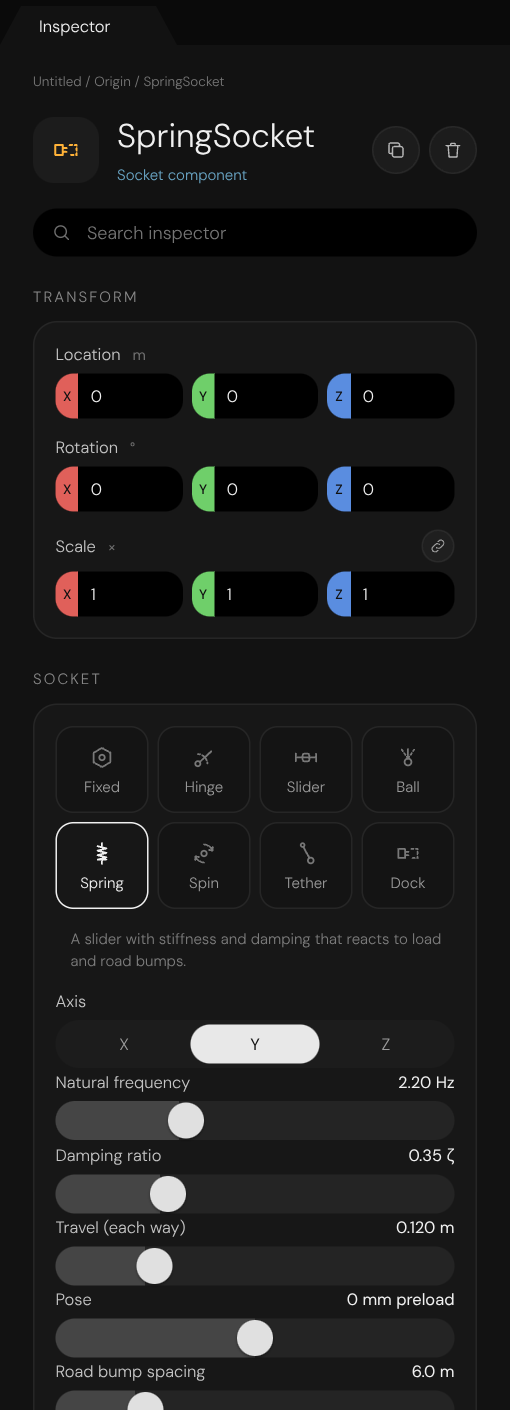 Inspector
Untitled / Origin / SpringSocket
SpringSocket
Socket component
Search inspector
TRANSFORM
Location m
X 0 Y 0 Z 0
Rotation °
X 0 Y 0 Z 0
Scale ×
X 1 Y 1 Z 1
SOCKET
Fixed Hinge Slider Ball
Spring Spin Tether Dock
A slider with stiffness and damping that reacts to load
and road bumps.
Axis
X Y Z
Natural frequency 2.20 Hz
Damping ratio 0.35 ζ
Travel (each way) 0.120 m
Pose 0 mm preload
Road bump spacing 6.0 m